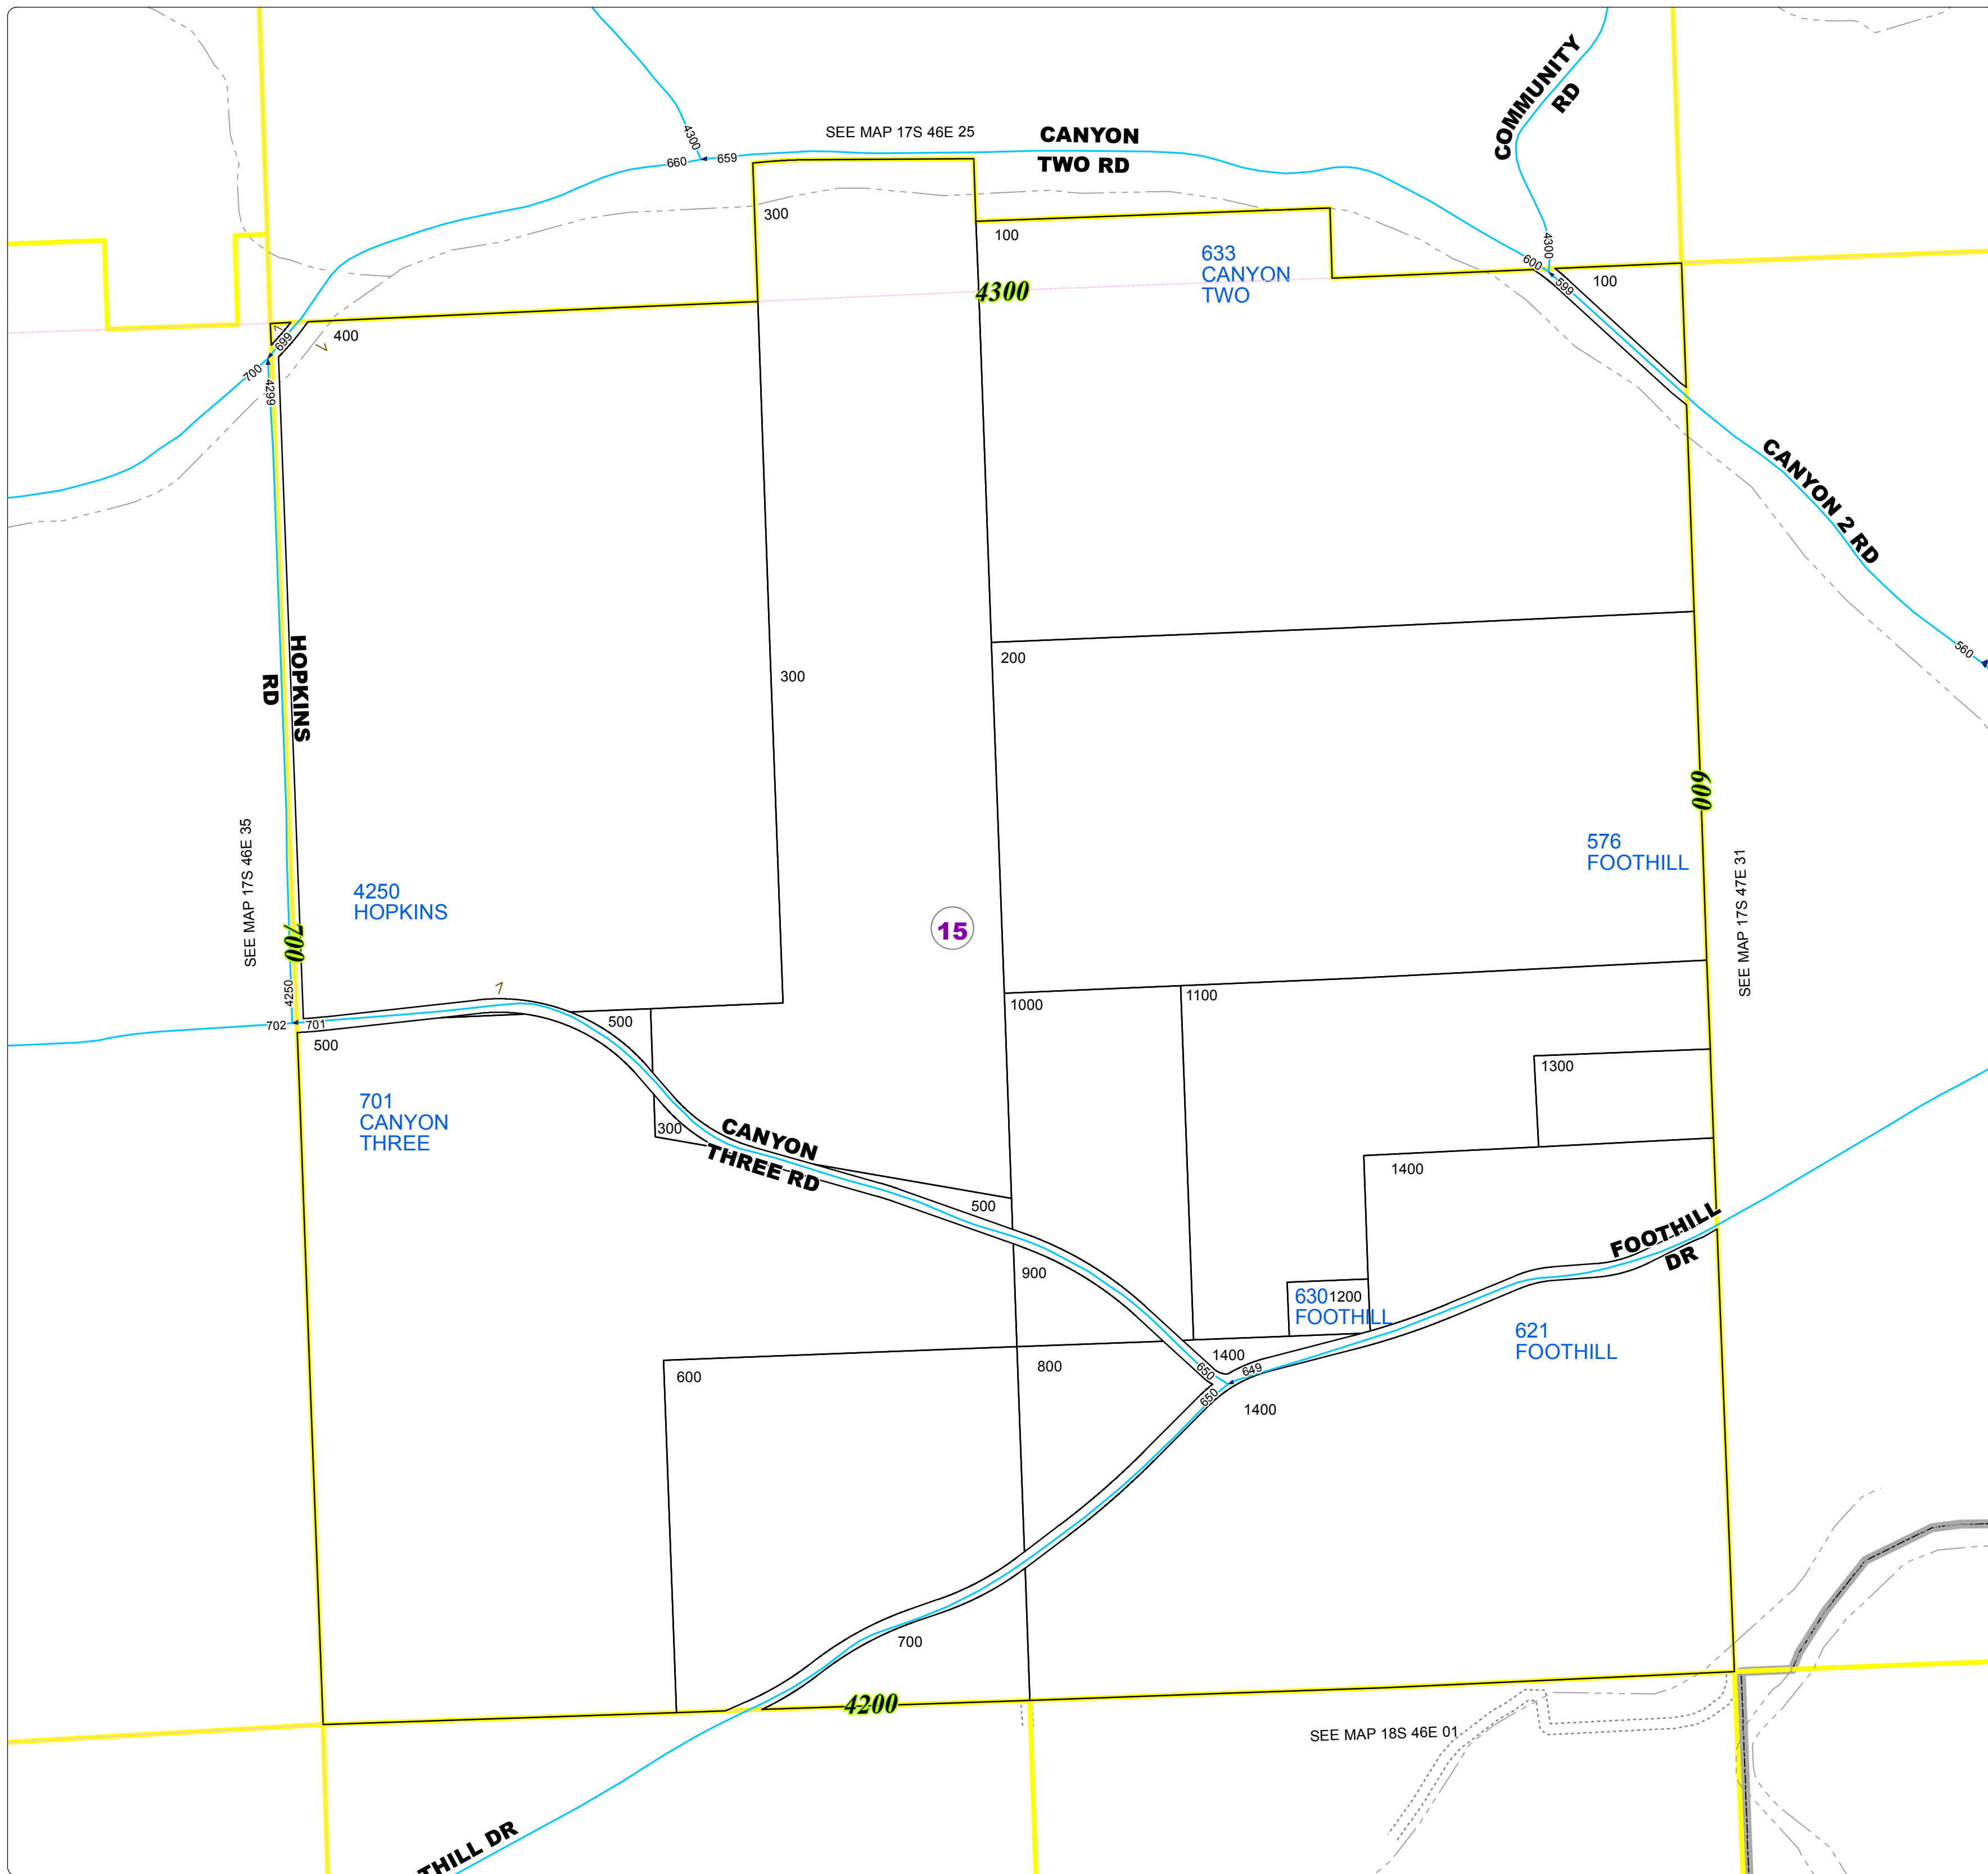 COMMUNITY
RD
4300
SEE MAP 17S 46E 25
CANYON
TWO RD
660
659
300
100
4300
633
CANYON
TWO
4300
600
599
100
400
699
700
4299
CANYON 2 RD
560
HOPKINS
RD
300
200
600
SEE MAP 17S 46E 35
SEE MAP 17S 47E 31
576
FOOTHILL
4250
HOPKINS
700
15
4250
702
701
500
500
1000
1100
1300
701
CANYON
THREE
300
CANYON
THREE RD
1400
500
FOOTHILL
DR
900
630
FOOTHILL
1200
621
FOOTHILL
600
800
1400
650
649
650
1400
700
4200
SEE MAP 18S 46E 01
THILL DR